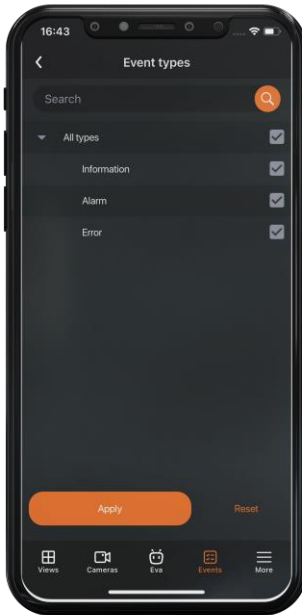 16:43
Event types
Search
All types
Information
Alarm
Error
Apply Reset
Views Cameras Eva Events More